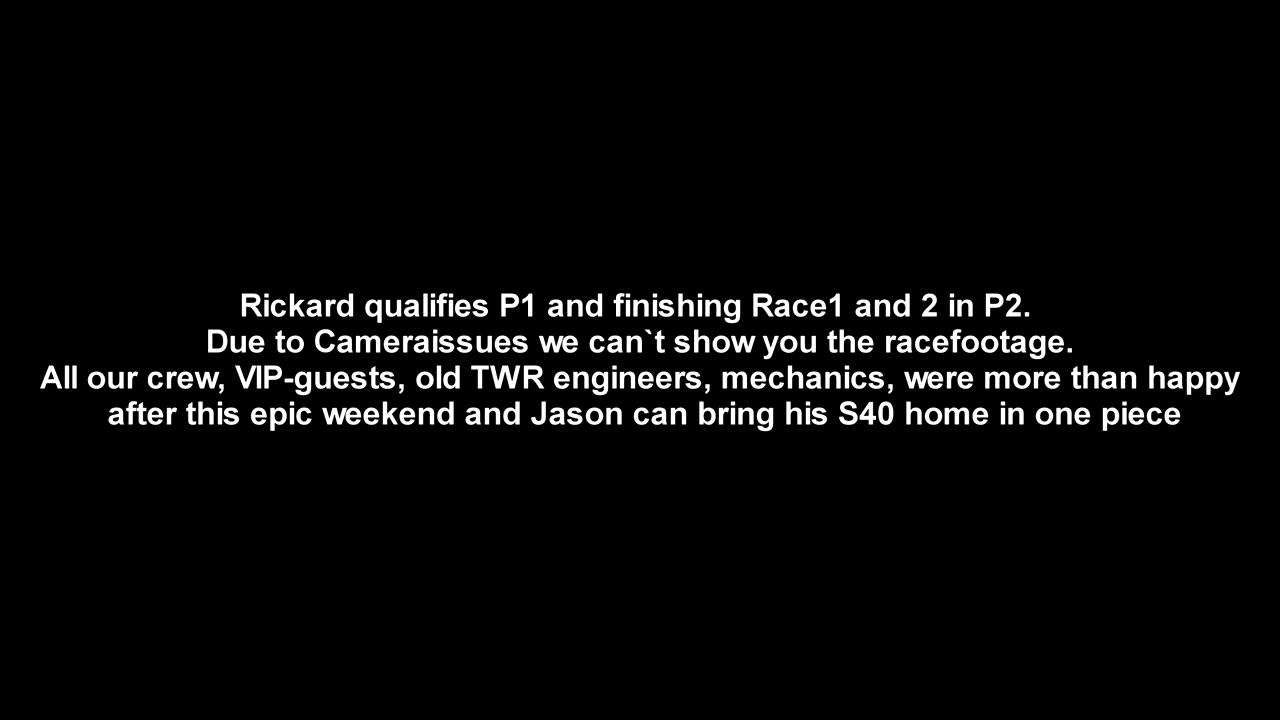 Rickard qualifies P1 and finishing Race1 and 2 in P2.
Due to Cameraissues we can`t show you the racefootage.
All our crew, VIP-guests, old TWR engineers, mechanics, were more than happy
after this epic weekend and Jason can bring his S40 home in one piece